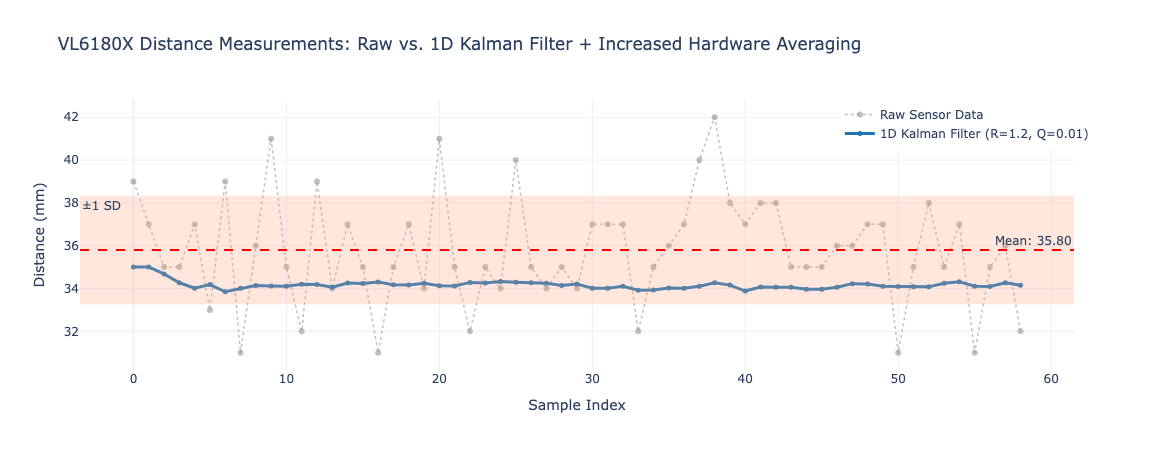 VL6180X Distance Measurements: Raw vs. 1D Kalman Filter + Increased Hardware Averaging
Raw Sensor Data
1D Kalman Filter (R=1.2, Q=0.01)
42
40
38
36
34
32
±1 SD
Mean: 35.80
Distance (mm)
0
10
20
30
40
50
60
Sample Index